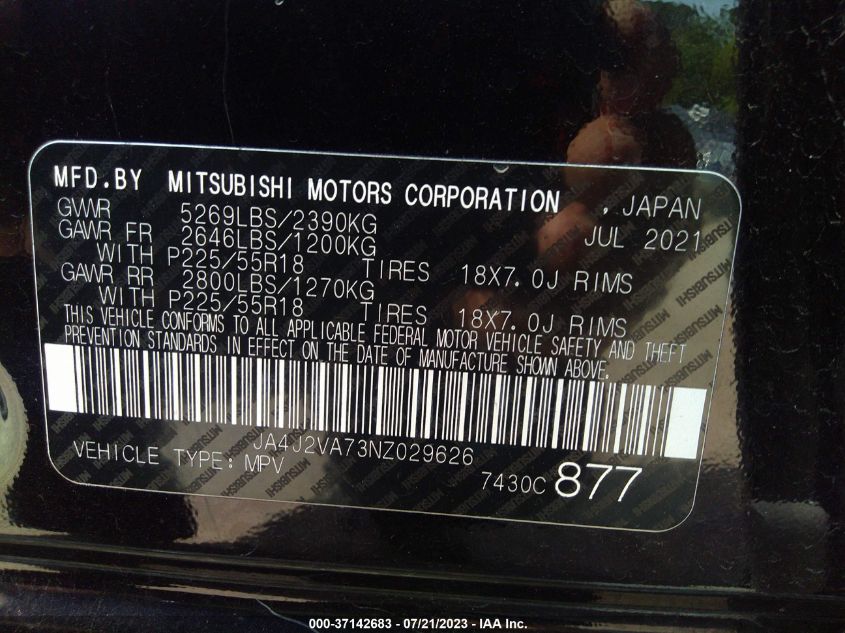 MFD.BY MITSUBISHI MOTORS CORPORATION , JAPAN
GVWR 5269LBS/2390KG JUL 2021
GAWR FR 2646LBS/1200KG
WITH P225/55R18 TIRES 18X7.0J RIMS
GAWR RR 2800LBS/1270KG
WITH P225/55R18 TIRES 18X7.0J RIMS
THIS VEHICLE CONFORMS TO ALL APPLICABLE FEDERAL MOTOR VEHICLE SAFETY AND THEFT
PREVENTION STANDARDS IN EFFECT ON THE DATE OF MANUFACTURE SHOWN ABOVE.
JA4J2VA73NZ029626
VEHICLE TYPE: MPV
7430C 877
000-37142683 - 07/21/2023 - IAA Inc.